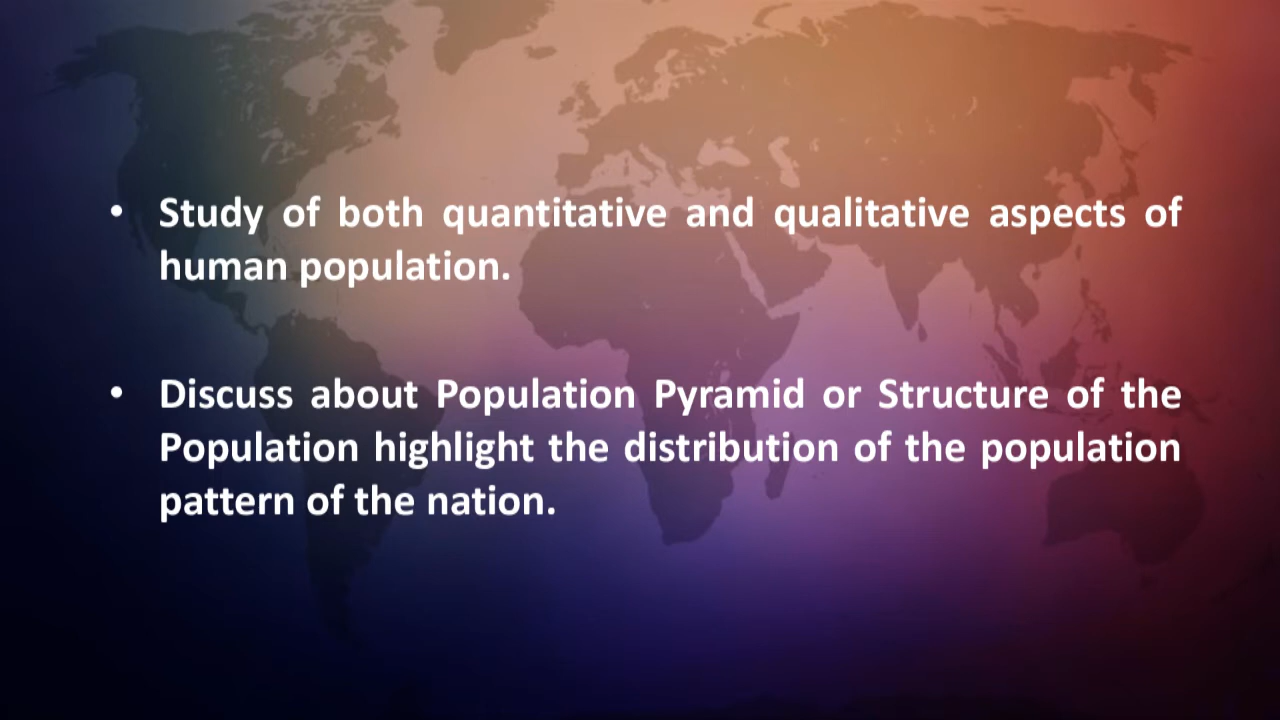 • Study of both quantitative and qualitative aspects of
human population.
• Discuss about Population Pyramid or Structure of the
Population highlight the distribution of the population
pattern of the nation.